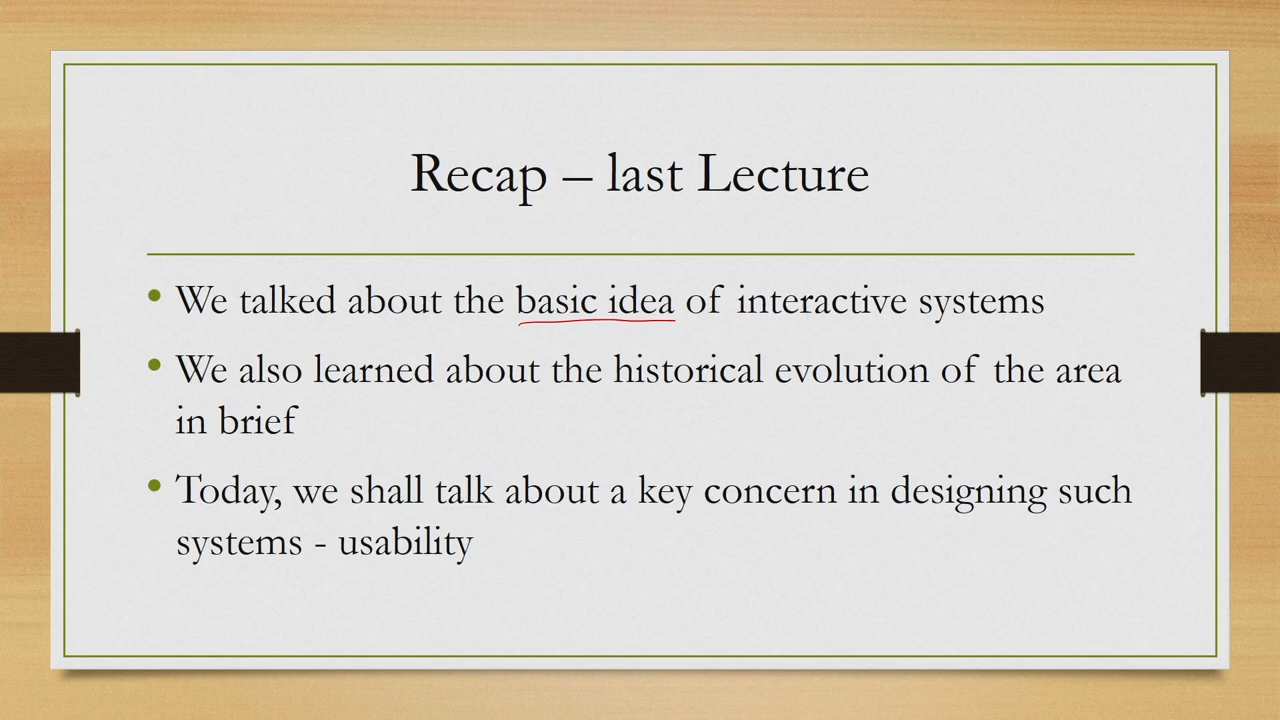 Recap – last Lecture
• We talked about the basic idea of interactive systems
• We also learned about the historical evolution of the area
in brief
• Today, we shall talk about a key concern in designing such
systems - usability